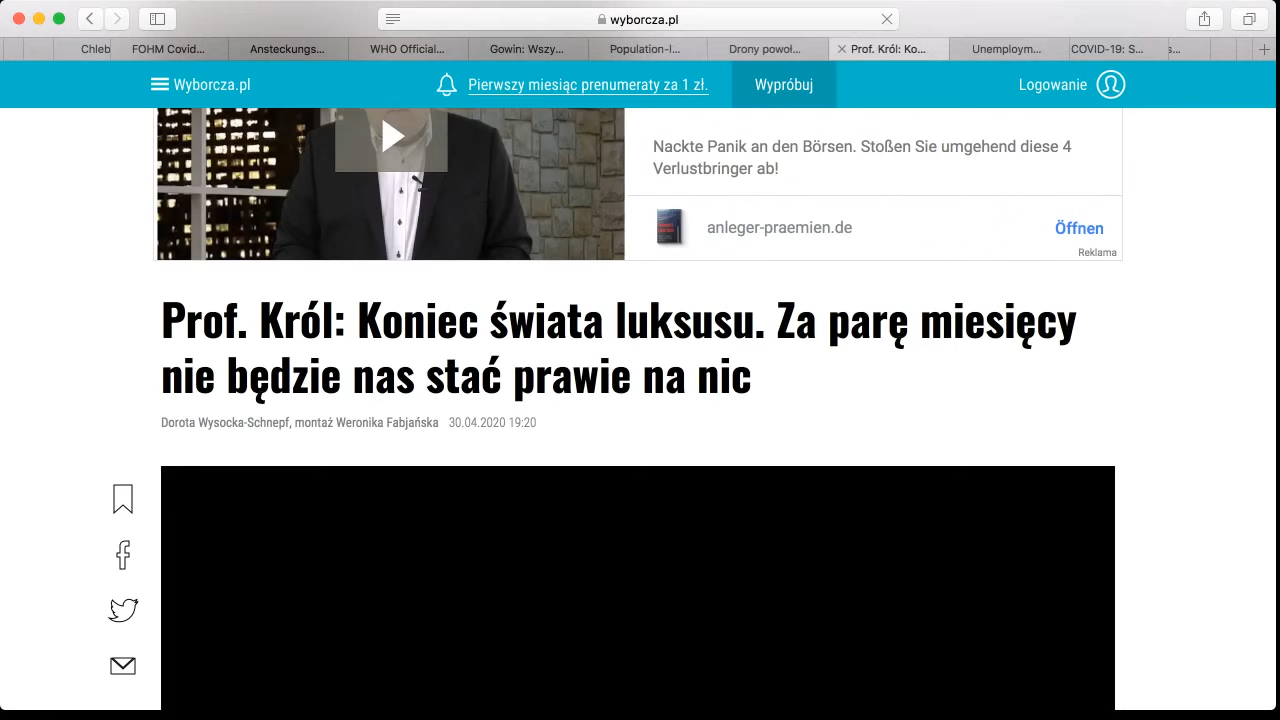 wyborcza.pl
Chleb
FOHM Covid...
Ansteckungs...
WHO Official...
Gowin: Wszy...
Population-I...
Drony powoł...
Prof. Król: Ko...
Unemploym...
COVID-19: S...
s...
Wyborcza.pl
Pierwszy miesiąc prenumeraty za 1 zł.
Wypróbuj
Logowanie
Nackte Panik an den Börsen. Stoßen Sie umgehend diese 4
Verlustbringer ab!
anleger-praemien.de
Öffnen
Reklama
Prof. Król: Koniec świata luksusu. Za parę miesięcy
nie będzie nas stać prawie na nic
Dorota Wysocka-Schnepf, montaż Weronika Fabjańska 30.04.2020 19:20